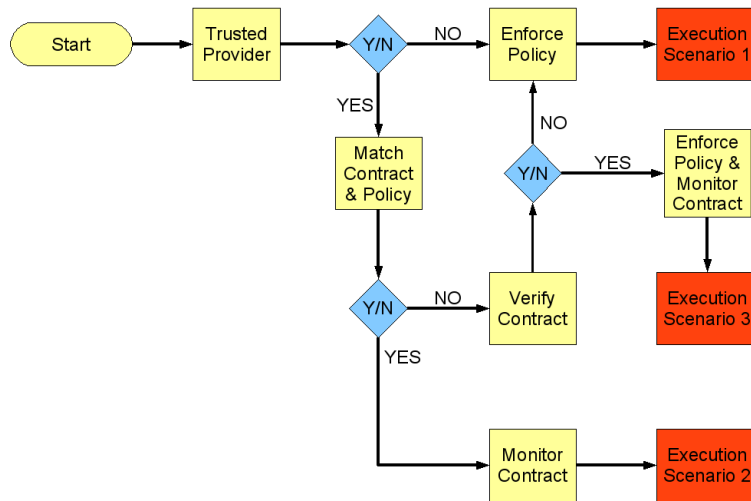 Start
Trusted
Provider
Y/N
NO
Enforce
Policy
Execution
Scenario 1
YES
NO
Match
Contract
& Policy
Y/N
YES
Enforce
Policy &
Monitor
Contract
Y/N
NO
Verify
Contract
Execution
Scenario 3
YES
Monitor
Contract
Execution
Scenario 2